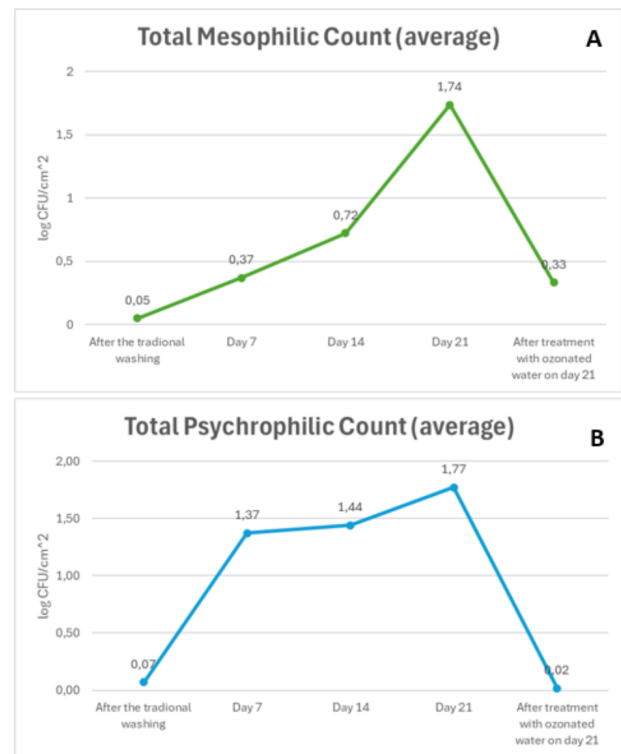 Total Mesophilic Count (average)
A
2
1,5
1
0,5
0
log CFU/cm^2
0,05
0,37
0,72
1,74
0,33
After the tradional
washing
Day 7
Day 14
Day 21
After treatment
with ozonated
water on day 21
Total Psychrophilic Count (average)
B
2,00
1,50
1,00
0,50
0,00
log CFU/cm^2
0,07
1,37
1,44
1,77
0,02
After the tradional
washing
Day 7
Day 14
Day 21
After treatment
with ozonated
water on day 21